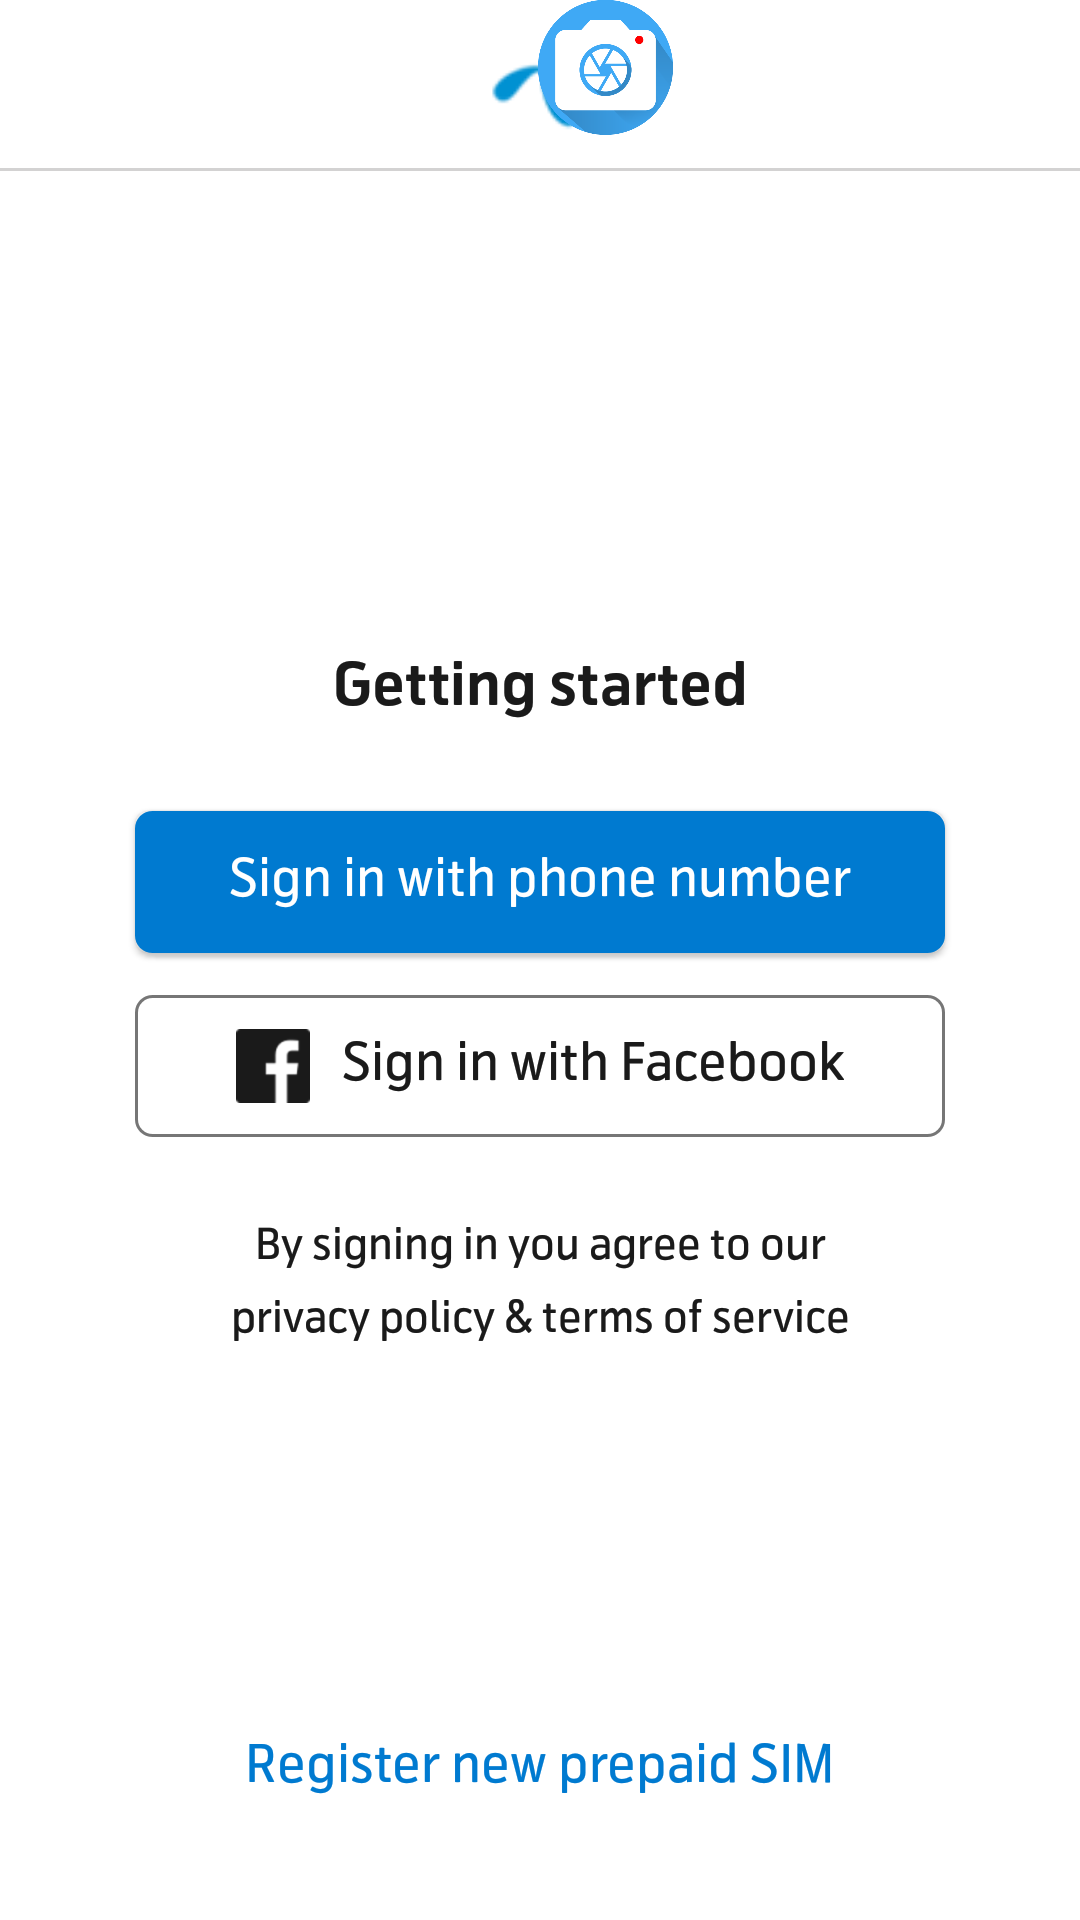 Getting started
Sign in with phone number
Sign in with Facebook
By signing in you agree to our
privacy policy & terms of service
Register new prepaid SIM